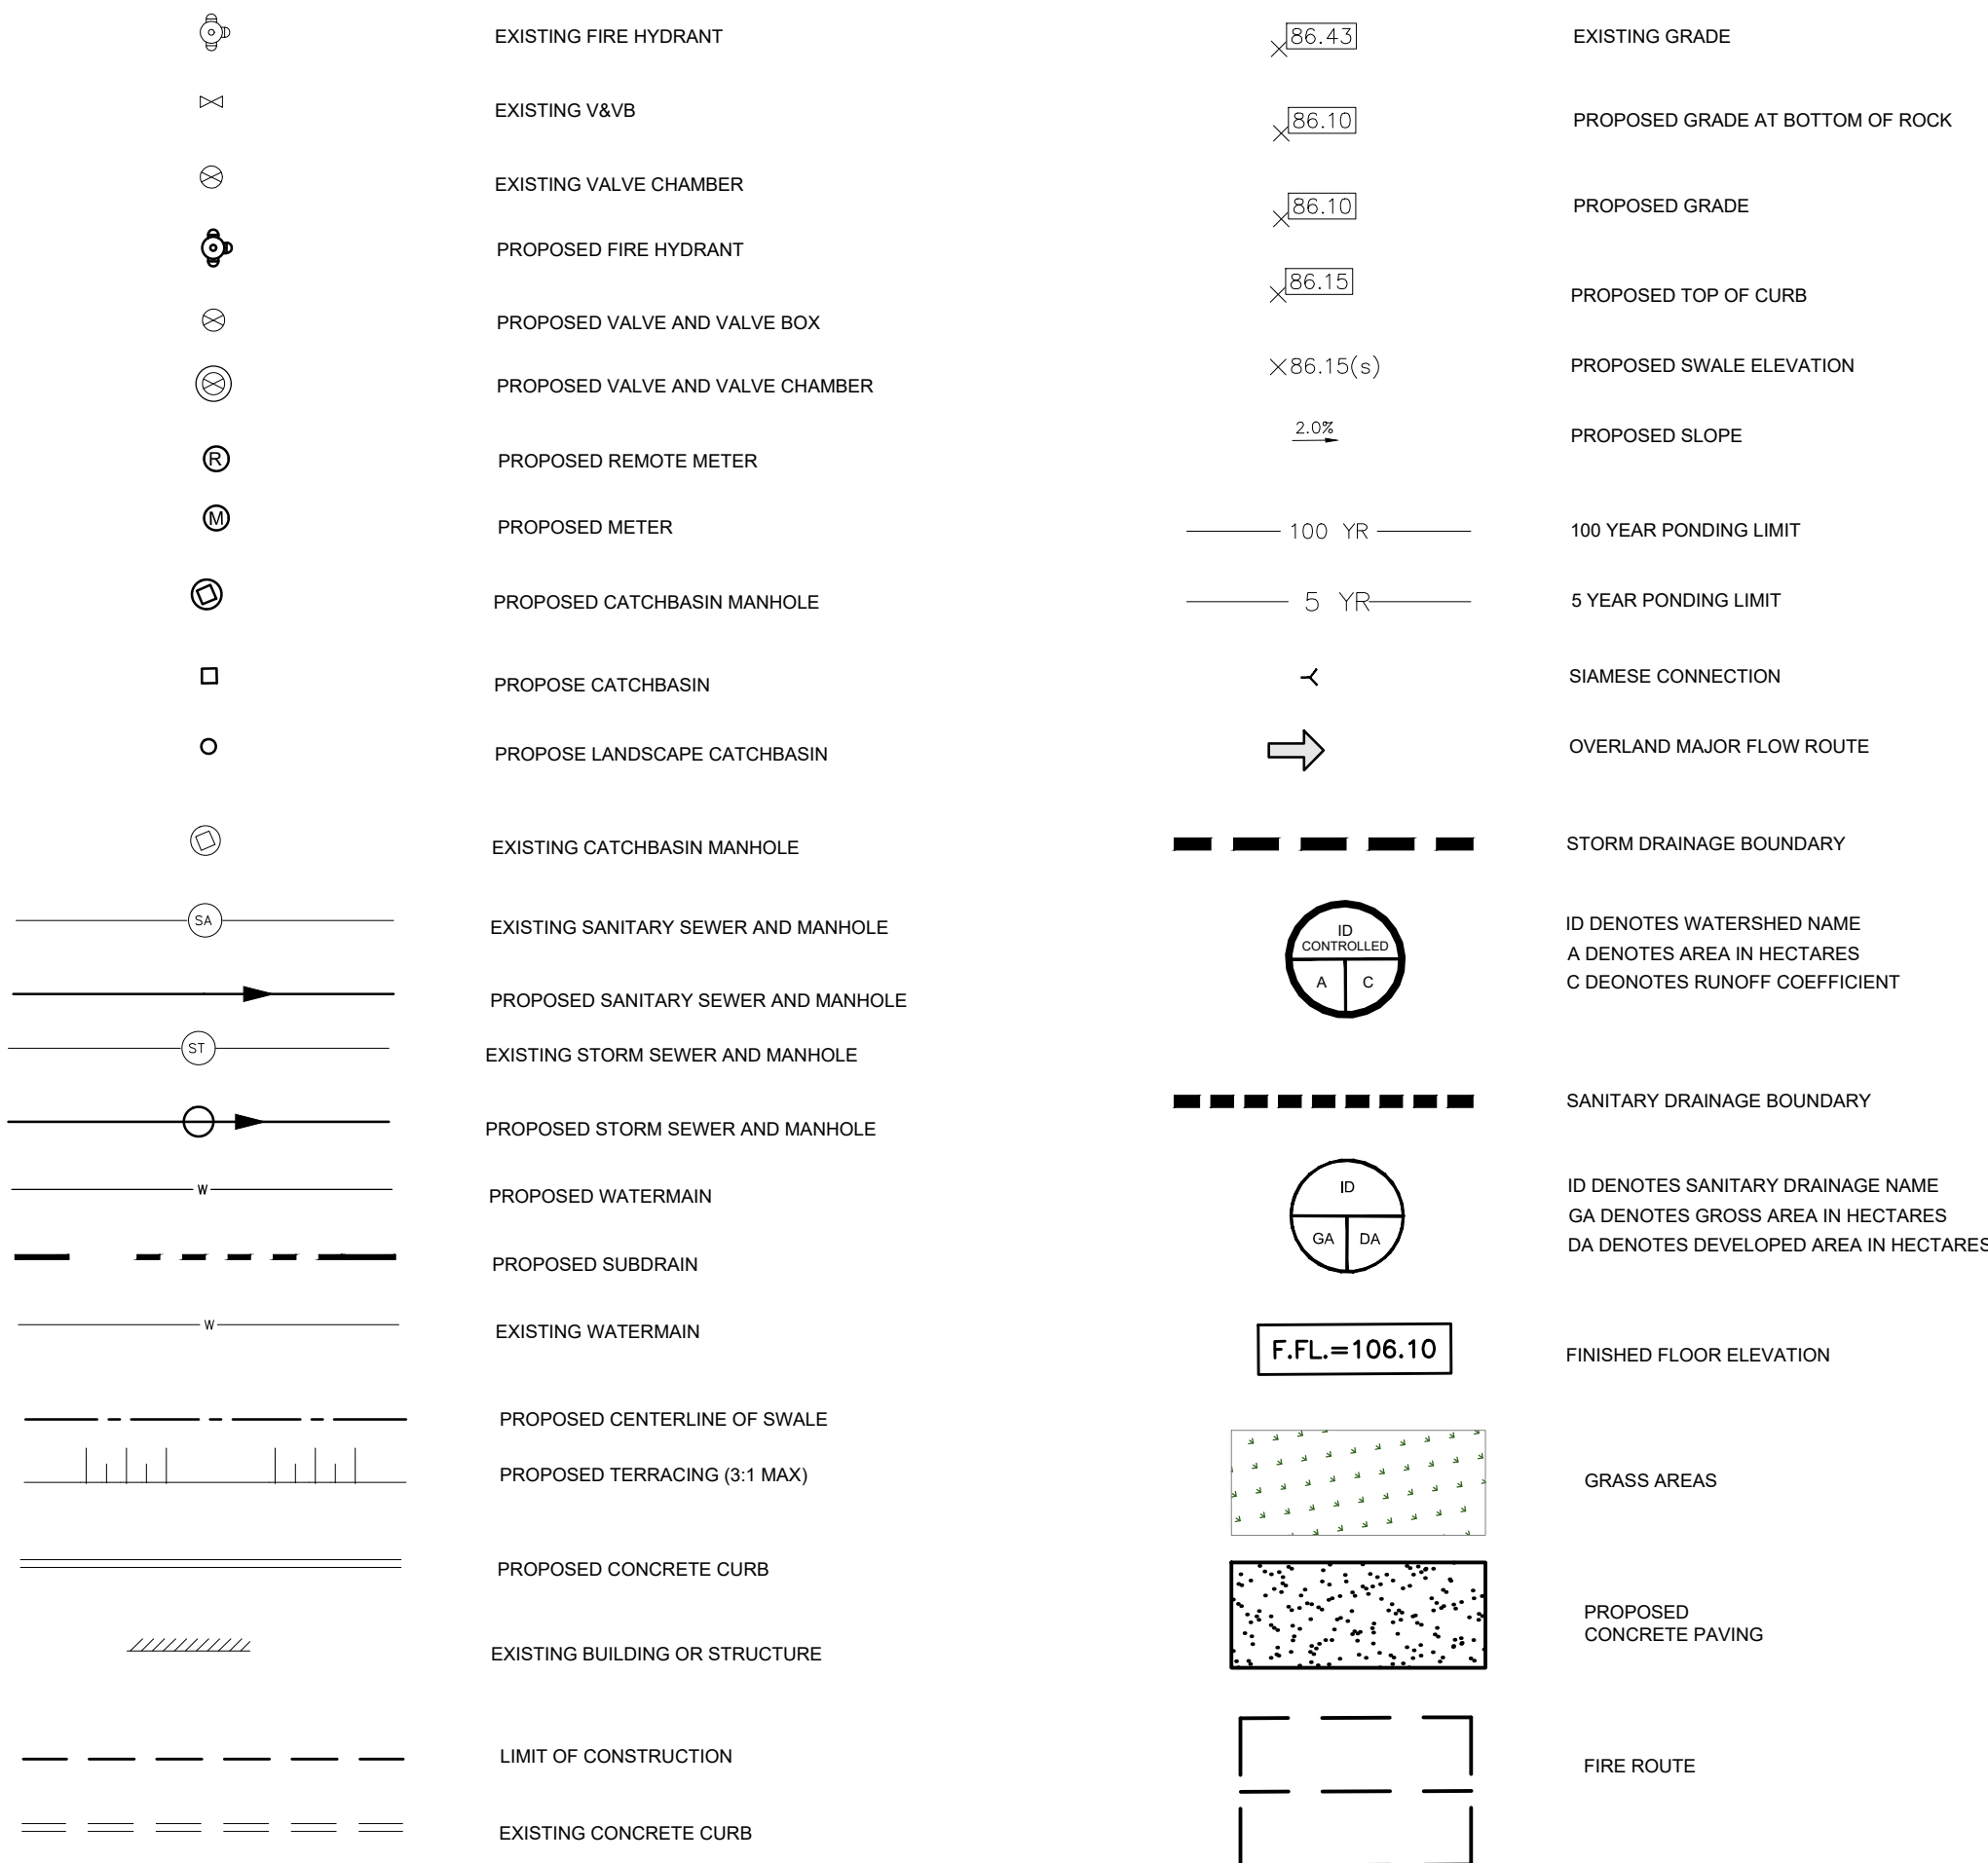 EXISTING FIRE HYDRANT
EXISTING V&VB
EXISTING VALVE CHAMBER
PROPOSED FIRE HYDRANT
PROPOSED VALVE AND VALVE BOX
PROPOSED VALVE AND VALVE CHAMBER
R
PROPOSED REMOTE METER
M
PROPOSED METER
PROPOSED CATCHBASIN MANHOLE
PROPOSE CATCHBASIN
PROPOSE LANDSCAPE CATCHBASIN
EXISTING CATCHBASIN MANHOLE
SA
EXISTING SANITARY SEWER AND MANHOLE
PROPOSED SANITARY SEWER AND MANHOLE
ST
EXISTING STORM SEWER AND MANHOLE
PROPOSED STORM SEWER AND MANHOLE
W
PROPOSED WATERMAIN
PROPOSED SUBDRAIN
W
EXISTING WATERMAIN
PROPOSED CENTERLINE OF SWALE
PROPOSED TERRACING (3:1 MAX)
PROPOSED CONCRETE CURB
EXISTING BUILDING OR STRUCTURE
LIMIT OF CONSTRUCTION
EXISTING CONCRETE CURB
86.43
EXISTING GRADE
86.10
PROPOSED GRADE AT BOTTOM OF ROCK
86.10
PROPOSED GRADE
86.15
PROPOSED TOP OF CURB
86.15(s)
PROPOSED SWALE ELEVATION
2.0%
PROPOSED SLOPE
100 YR
100 YEAR PONDING LIMIT
5 YR
5 YEAR PONDING LIMIT
SIAMESE CONNECTION
OVERLAND MAJOR FLOW ROUTE
STORM DRAINAGE BOUNDARY
ID
CONTROLLED
A C
ID DENOTES WATERSHED NAME
A DENOTES AREA IN HECTARES
C DEONOTES RUNOFF COEFFICIENT
SANITARY DRAINAGE BOUNDARY
ID
GA DA
ID DENOTES SANITARY DRAINAGE NAME
GA DENOTES GROSS AREA IN HECTARES
DA DENOTES DEVELOPED AREA IN HECTARES
F.FL.=106.10
FINISHED FLOOR ELEVATION
GRASS AREAS
PROPOSED
CONCRETE PAVING
FIRE ROUTE